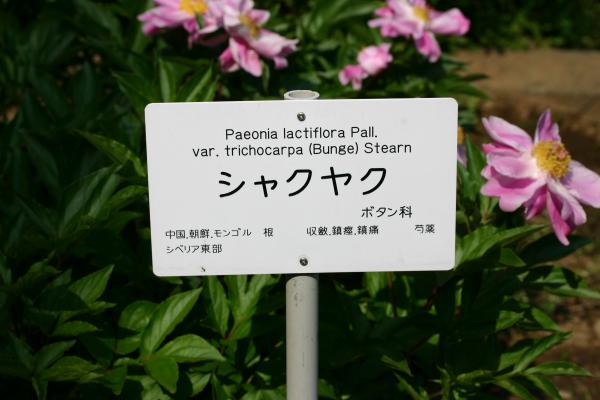 Paeonia lactiflora Pall.
var. trichocarpa (Bunge) Stearn
シャクヤク
ボタン科
中国,朝鮮,モンゴル 根 収斂,鎮痙,鎮痛 芍薬
シベリア東部